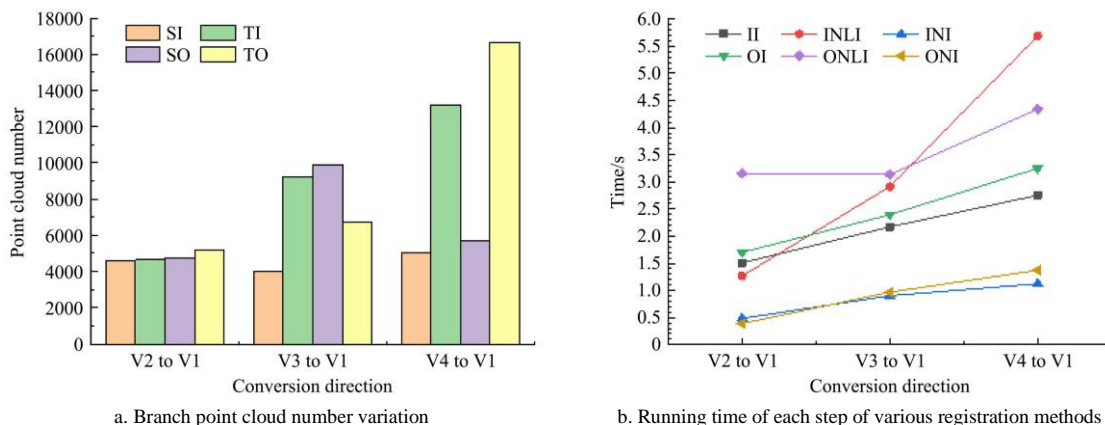 18000
16000
14000
12000
10000
8000
6000
4000
2000
0
Point cloud number
SI TI
SO TO
V2 to V1 V3 to V1 V4 to V1
Conversion direction
a. Branch point cloud number variation
6.0
5.5
5.0
4.5
4.0
3.5
3.0
2.5
2.0
1.5
1.0
0.5
0
Time/s
II INLI INI
OI ONLI ONI
V2 to V1 V3 to V1 V4 to V1
Conversion direction
b. Running time of each step of various registration methods